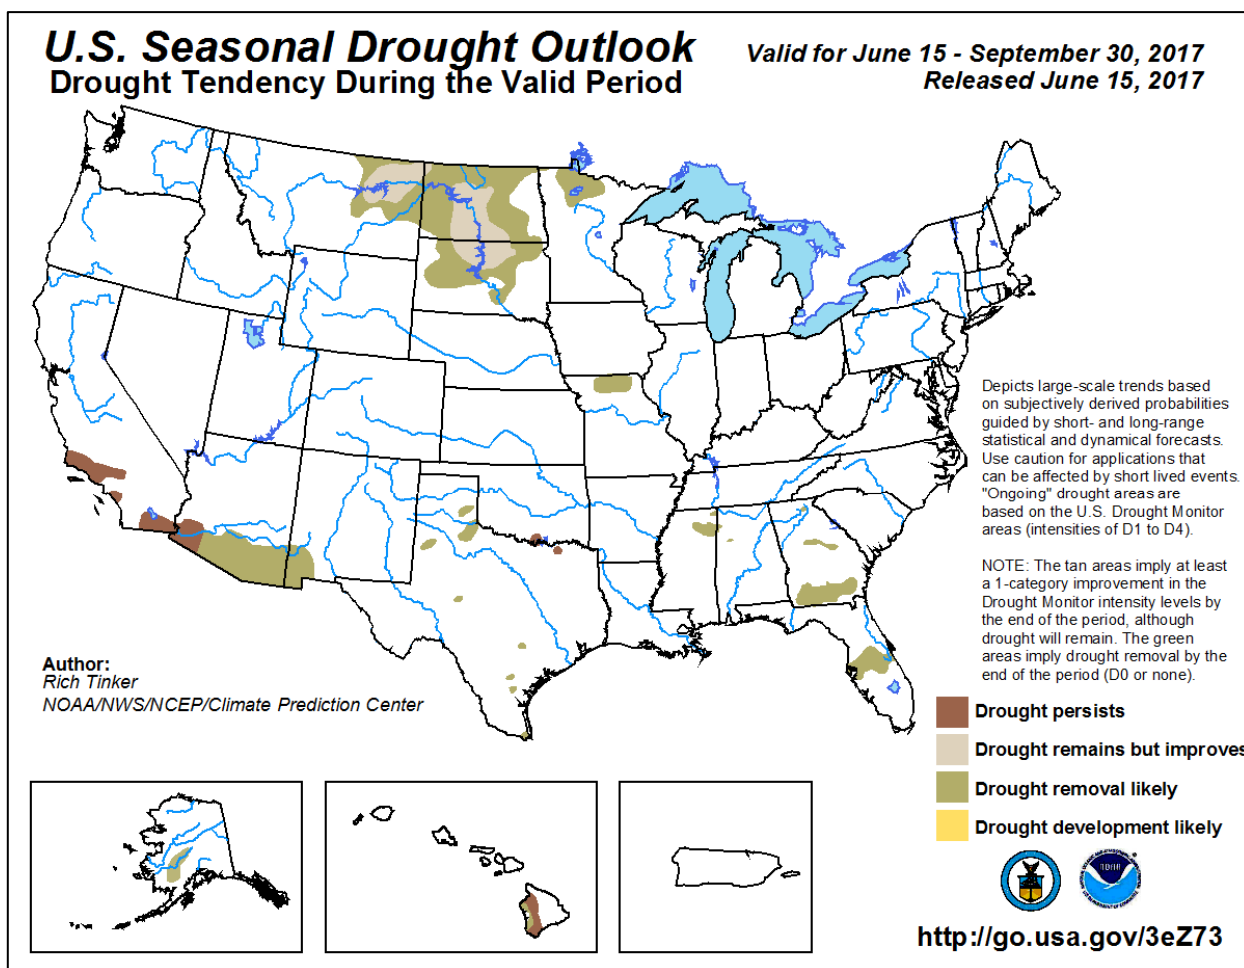 U.S. Seasonal Drought Outlook
Drought Tendency During the Valid Period
Valid for June 15 - September 30, 2017
Released June 15, 2017
Depicts large-scale trends based
on subjectively derived probabilities
guided by short- and long-range
statistical and dynamical forecasts.
Use caution for applications that
can be affected by short lived events.
"Ongoing" drought areas are
based on the U.S. Drought Monitor
areas (intensities of D1 to D4).
NOTE: The tan areas imply at least
a 1-category improvement in the
Drought Monitor intensity levels by
the end of the period, although
drought will remain. The green
areas imply drought removal by the
end of the period (D0 or none).
Author:
Rich Tinker
NOAA/NWS/NCEP/Climate Prediction Center
Drought persists
Drought remains but improves
Drought removal likely
Drought development likely
http://go.usa.gov/3eZ73